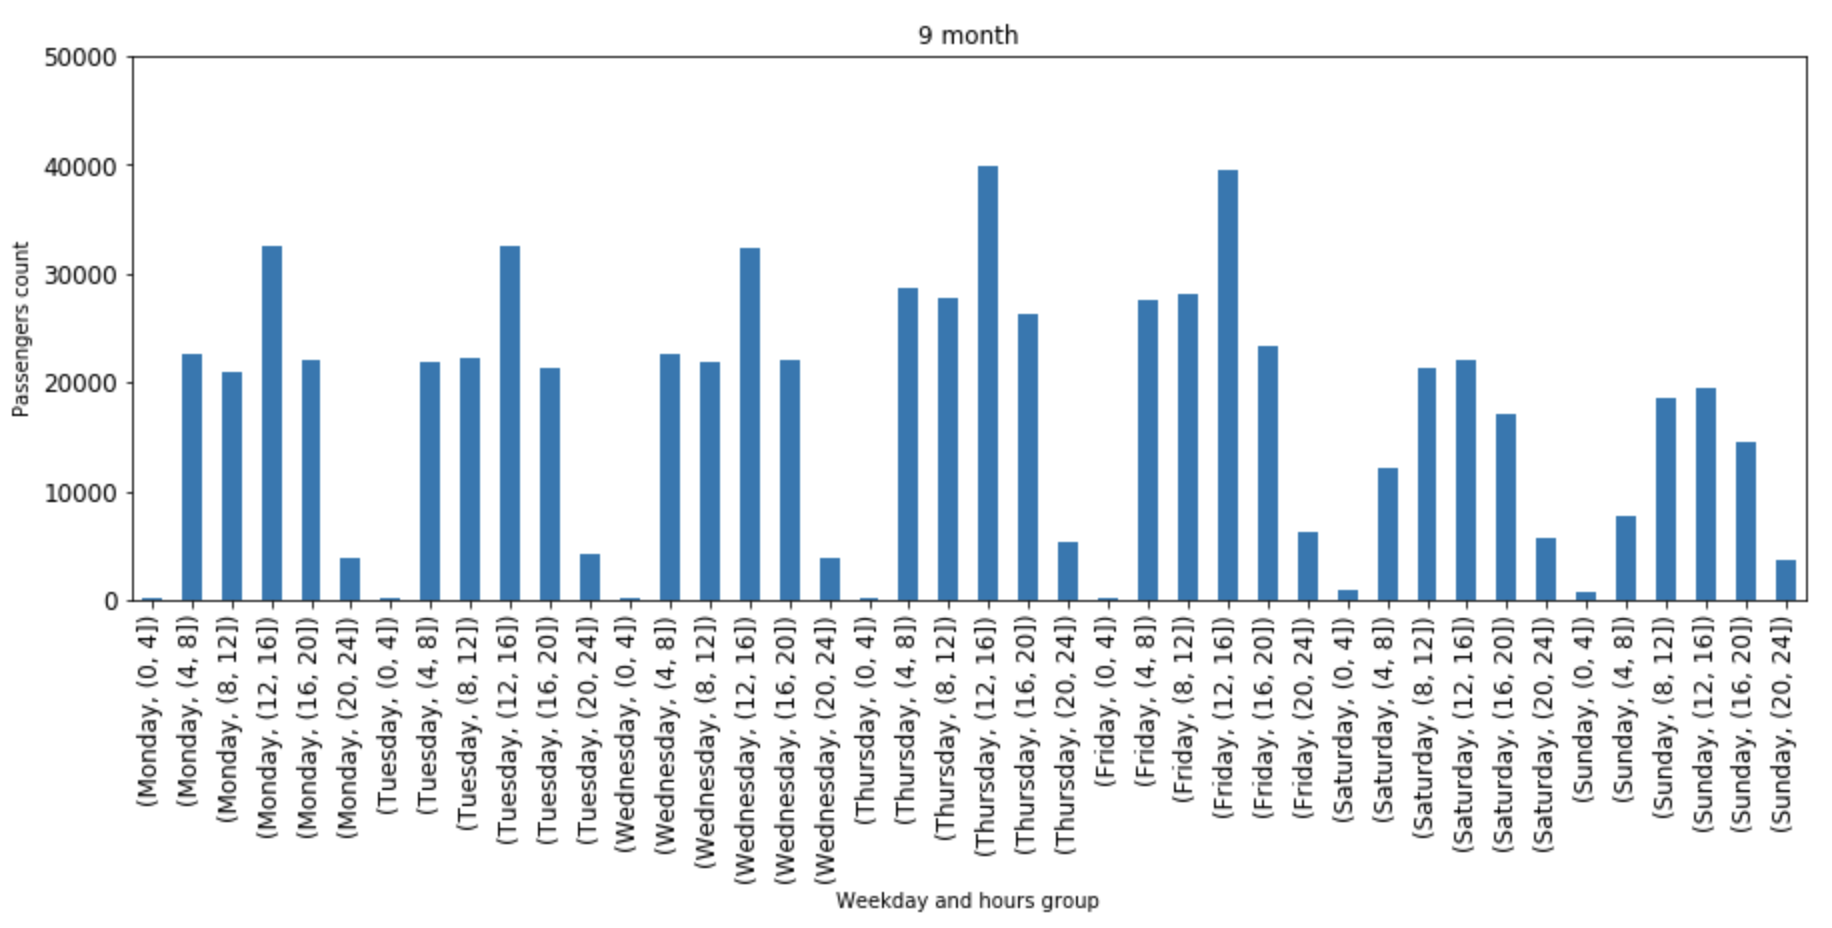 9 month
50000
40000
30000
20000
10000
0
Passengers count
(Monday, (0, 4])
(Monday, (4, 8])
(Monday, (8, 12])
(Monday, (12, 16])
(Monday, (16, 20])
(Monday, (20, 24])
(Tuesday, (0, 4])
(Tuesday, (4, 8])
(Tuesday, (8, 12])
(Tuesday, (12, 16])
(Tuesday, (16, 20])
(Tuesday, (20, 24])
(Wednesday, (0, 4])
(Wednesday, (4, 8])
(Wednesday, (8, 12])
(Wednesday, (12, 16])
(Wednesday, (16, 20])
(Wednesday, (20, 24])
(Thursday, (0, 4])
(Thursday, (4, 8])
(Thursday, (8, 12])
(Thursday, (12, 16])
(Thursday, (16, 20])
(Thursday, (20, 24])
(Friday, (0, 4])
(Friday, (4, 8])
(Friday, (8, 12])
(Friday, (12, 16])
(Friday, (16, 20])
(Friday, (20, 24])
(Saturday, (0, 4])
(Saturday, (4, 8])
(Saturday, (8, 12])
(Saturday, (12, 16])
(Saturday, (16, 20])
(Saturday, (20, 24])
(Sunday, (0, 4])
(Sunday, (4, 8])
(Sunday, (8, 12])
(Sunday, (12, 16])
(Sunday, (16, 20])
(Sunday, (20, 24])
Weekday and hours group